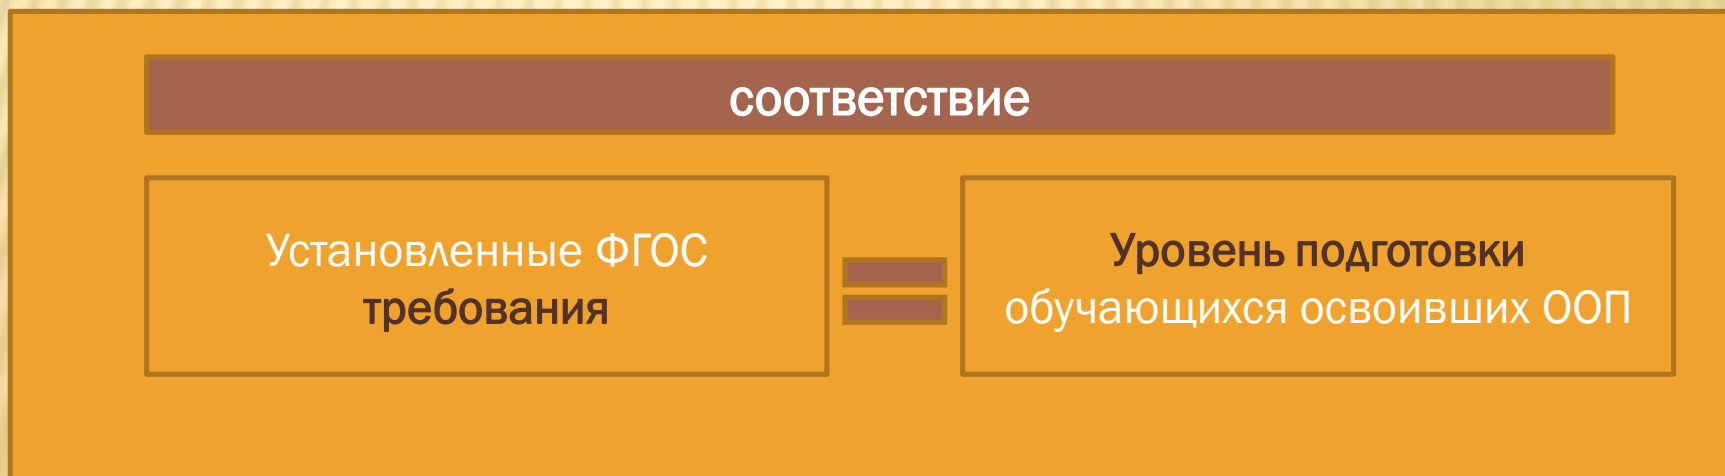 соответствие
Установленные ФГОС
требования
Уровень подготовки
обучающихся освоивших ООП